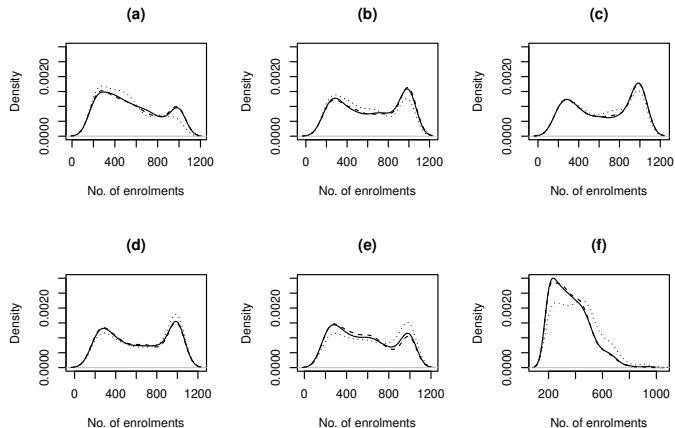 (a) (b) (c)
Density Density Density
0.0020 0.0020 0.0020
0.0000 0.0000 0.0000
0 400 800 1200 0 400 800 1200 0 400 800 1200
No. of enrolments No. of enrolments No. of enrolments
(d) (e) (f)
Density Density Density
0.0020 0.0020 0.0020
0.0000 0.0000 0.0000
0 400 800 1200 0 400 800 1200 200 600 1000
No. of enrolments No. of enrolments No. of enrolments